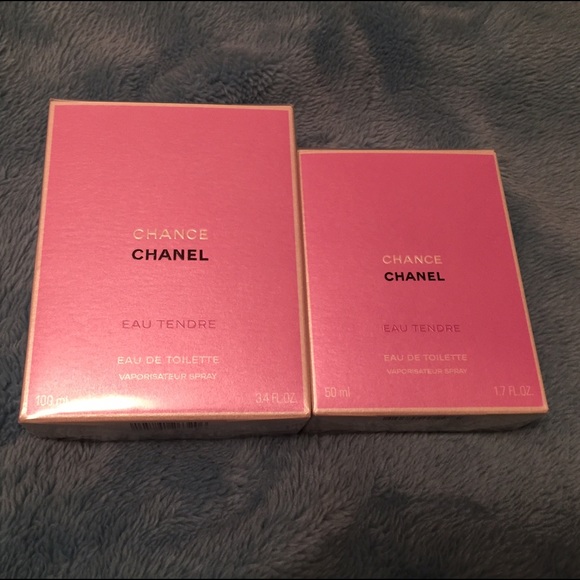 CHANCE
CHANEL
EAU TENDRE
EAU DE TOILETTE
VAPORISATEUR SPRAY
100 ml
3.4 FL.OZ.
CHANCE
CHANEL
EAU TENDRE
EAU DE TOILETTE
VAPORISATEUR SPRAY
50 ml
1.7 FL.OZ.